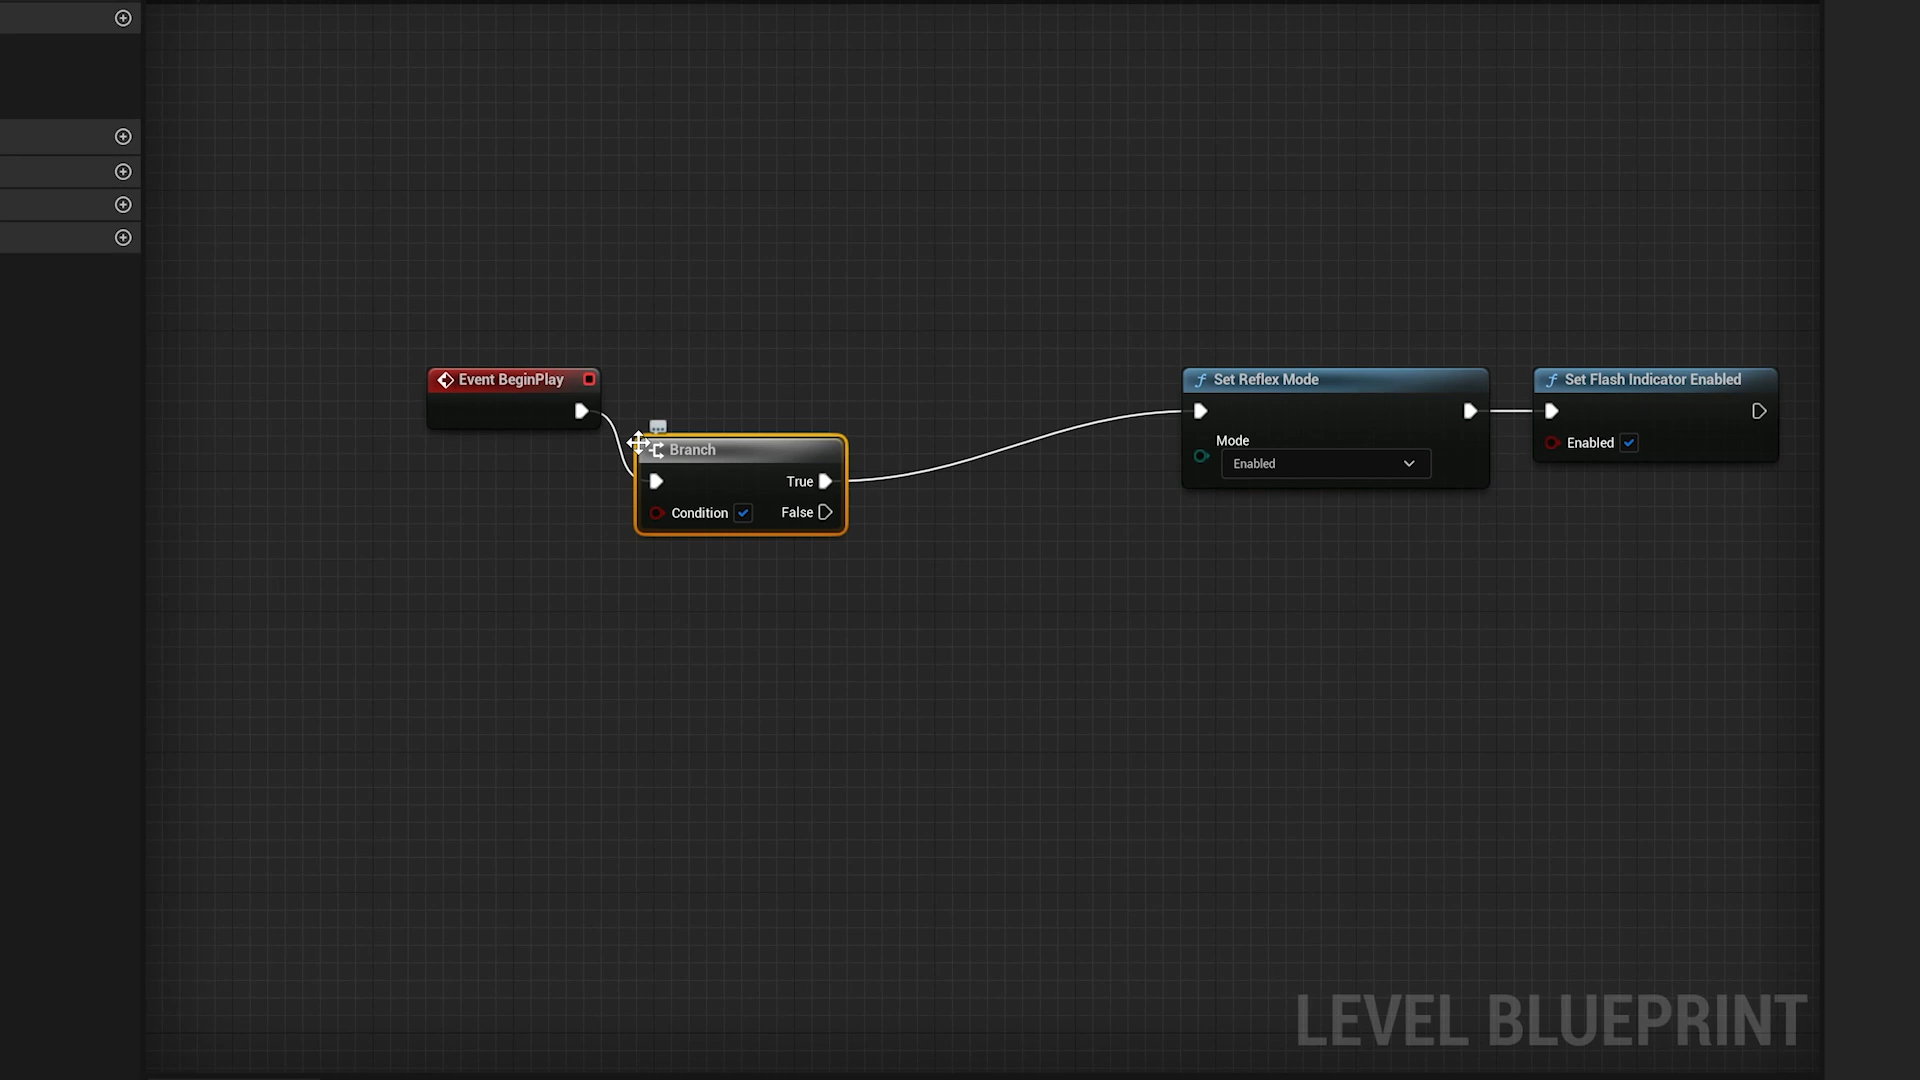 Event BeginPlay
Branch
True
Condition
False
Set Reflex Mode
Mode
Enabled
Set Flash Indicator Enabled
Enabled
LEVEL BLUEPRINT